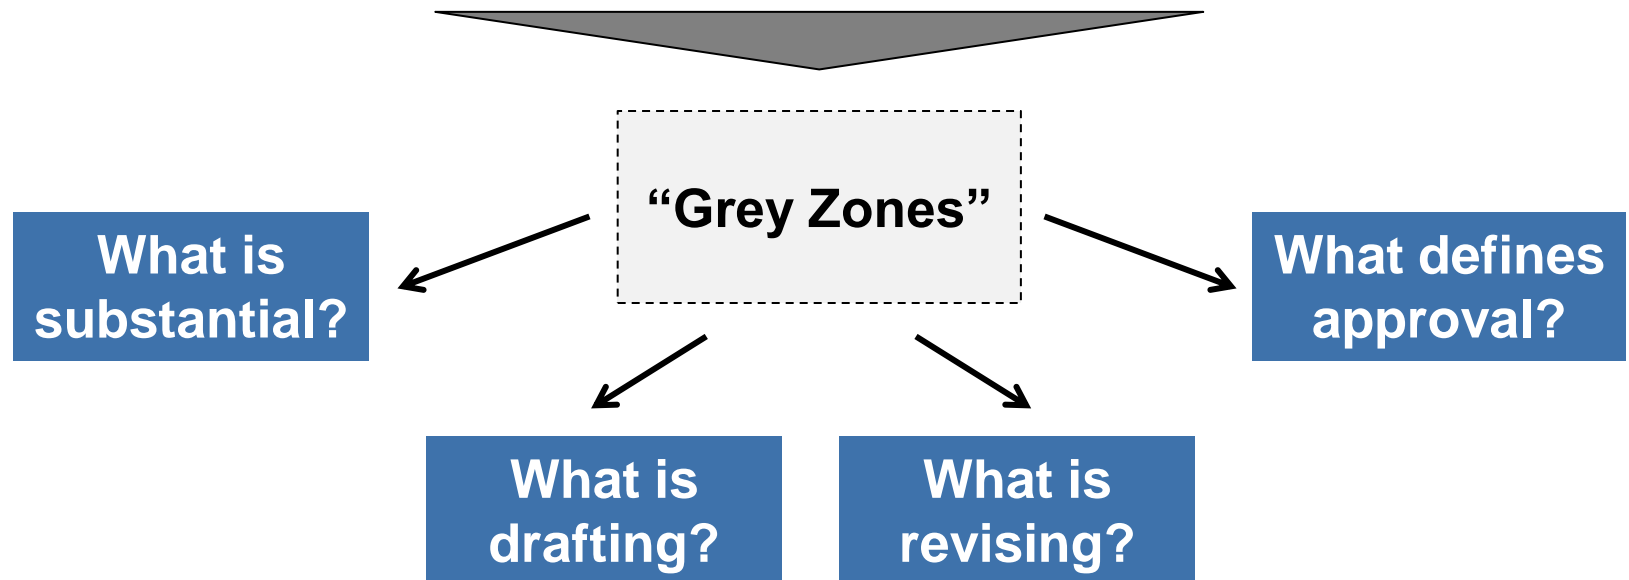 “Grey Zones”
What is
substantial?
What defines
approval?
What is
drafting?
What is
revising?